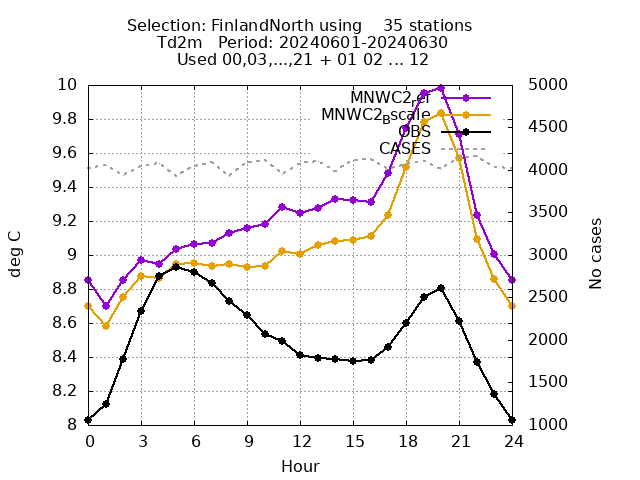 Selection: FinlandNorth using    35 stations
Td2m   Period: 20240601-20240630
Used 00,03,...,21 + 01 02 ... 12
MNWC2ref
MNWC2Bscale
OBS
CASES
10
9.8
9.6
9.4
9.2
9
8.8
8.6
8.4
8.2
8
5000
4500
4000
3500
3000
2500
2000
1500
1000
deg C
No cases
0 3 6 9 12 15 18 21 24
Hour